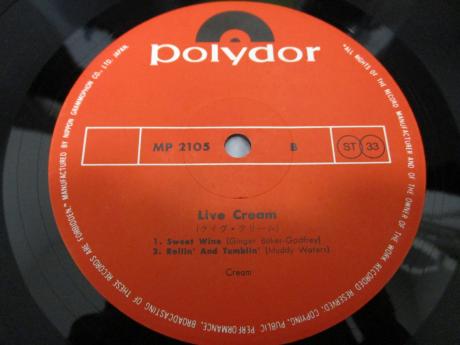 polydor
MP 2105
B
ST 33
Live Cream
(ライヴ・クリーム)
1. Sweet Wine (Ginger Baker-Godfrey)
2. Rollin' And Tumblin' (Muddy Waters)
Cream
MANUFACTURED BY NIPPON GRAMMOPHON CO., LTD. JAPAN.
*ALL RIGHTS OF THE RECORD MANUFACTURER AND OF THE OWNER OF THE WORK RECORDED RESERVED. COPYING, PUBLIC PERFORMANCE, BROADCASTING OF THESE RECORDS ARE FORBIDDEN.